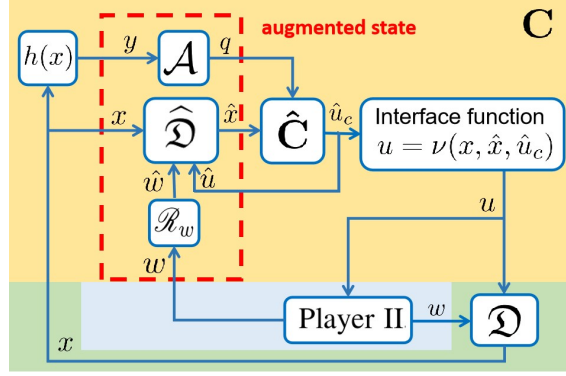 augmented state
C
h(x)
y
𝒜
q
x
𝔇̂
x̂
Ĉ
û_c
Interface function
u = ν(x, x̂, û_c)
ŵ
û
ℛ_w
u
w
Player II
w
𝔇
x